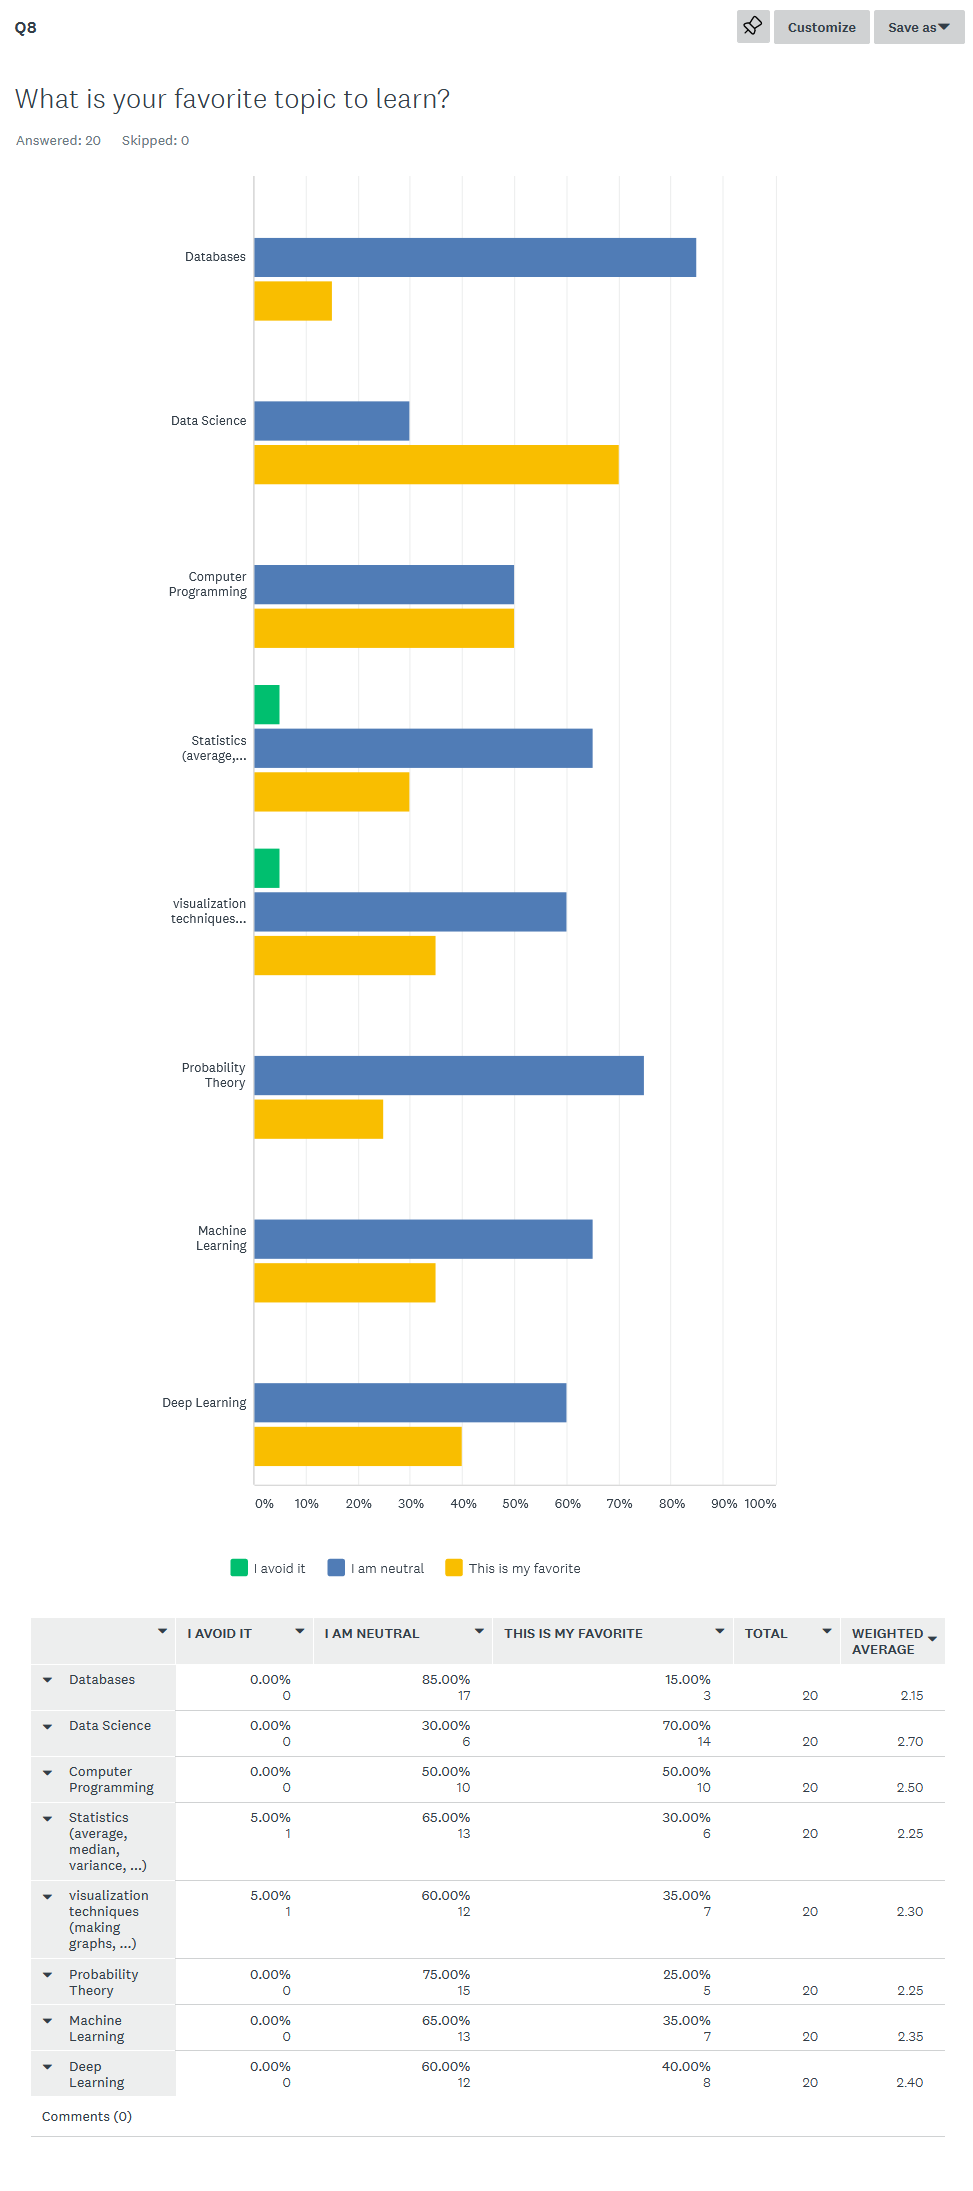 Q8
Customize
Save as
What is your favorite topic to learn?
Answered: 20 Skipped: 0
Databases
Data Science
Computer
Programming
Statistics
(average,...
visualization
techniques...
Probability
Theory
Machine
Learning
Deep Learning
0% 10% 20% 30% 40% 50% 60% 70% 80% 90% 100%
I avoid it I am neutral This is my favorite
I AVOID IT I AM NEUTRAL THIS IS MY FAVORITE TOTAL WEIGHTED
AVERAGE
Databases 0.00% 85.00% 15.00%
0 17 3 20 2.15
Data Science 0.00% 30.00% 70.00%
0 6 14 20 2.70
Computer 0.00% 50.00% 50.00%
Programming 0 10 10 20 2.50
Statistics 5.00% 65.00% 30.00%
(average, 1 13 6 20 2.25
median,
variance, ...)
visualization 5.00% 60.00% 35.00%
techniques 1 12 7 20 2.30
(making
graphs, ...)
Probability 0.00% 75.00% 25.00%
Theory 0 15 5 20 2.25
Machine 0.00% 65.00% 35.00%
Learning 0 13 7 20 2.35
Deep 0.00% 60.00% 40.00%
Learning 0 12 8 20 2.40
Comments (0)